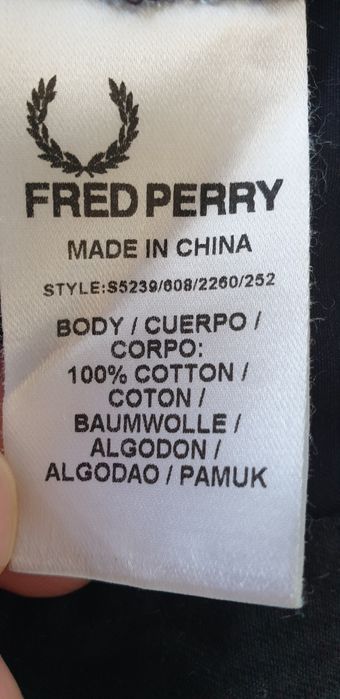 FRED PERRY
MADE IN CHINA
STYLE:S5239/608/2260/252
BODY / CUERPO /
CORPO:
100% COTTON /
COTON /
BAUMWOLLE /
ALGODON /
ALGODAO / PAMUK